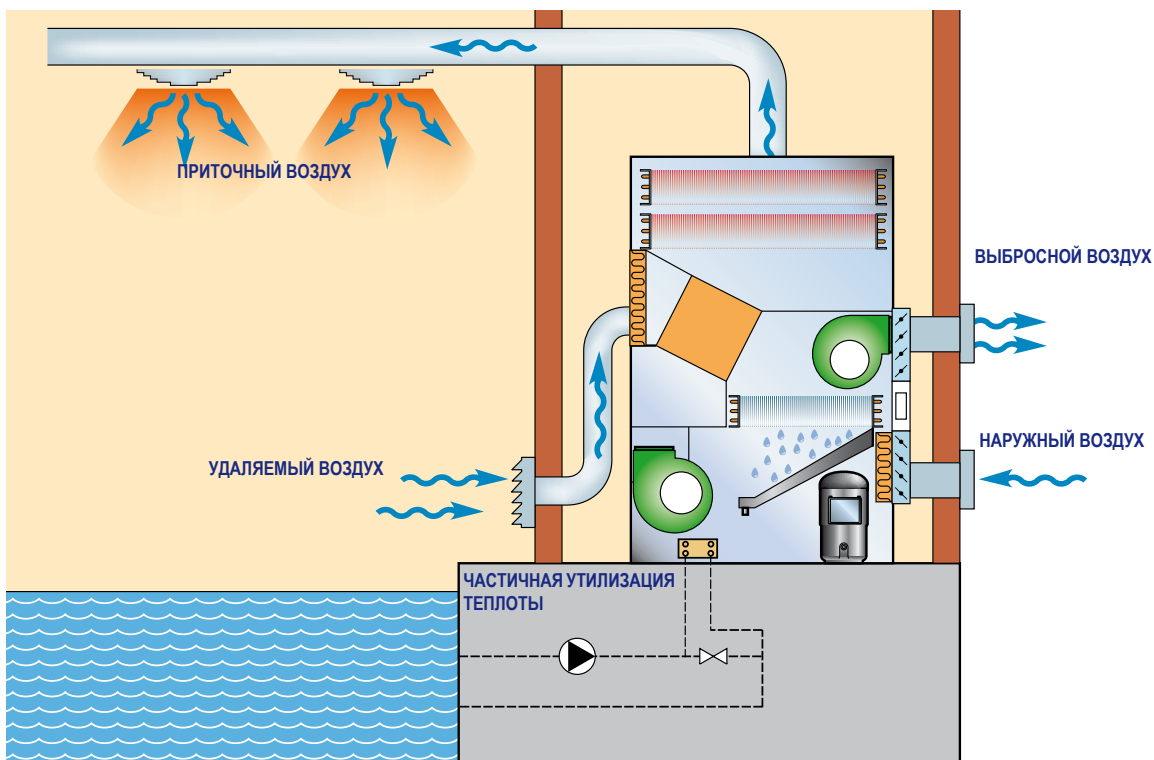 ПРИТОЧНЫЙ ВОЗДУХ
ВЫБРОСНОЙ ВОЗДУХ
УДАЛЯЕМЫЙ ВОЗДУХ
НАРУЖНЫЙ ВОЗДУХ
ЧАСТИЧНАЯ УТИЛИЗАЦИЯ
ТЕПЛОТЫ